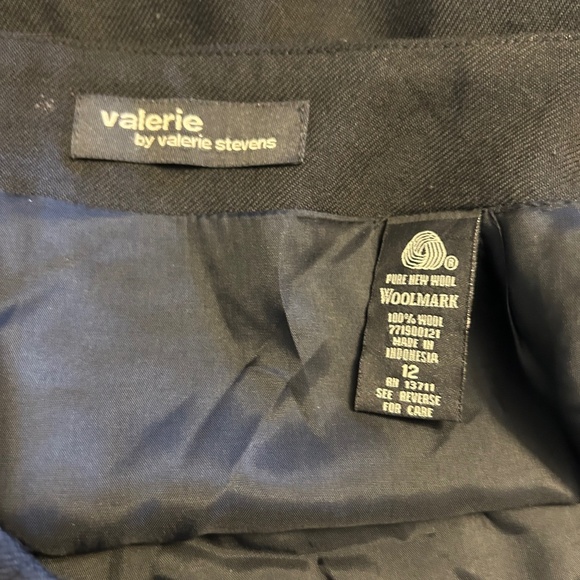 valerie
by valerie stevens
®
PURE NEW WOOL
WOOLMARK
100% WOOL
771900121
MADE IN
INDONESIA
12
RN 13711
SEE REVERSE
FOR CARE